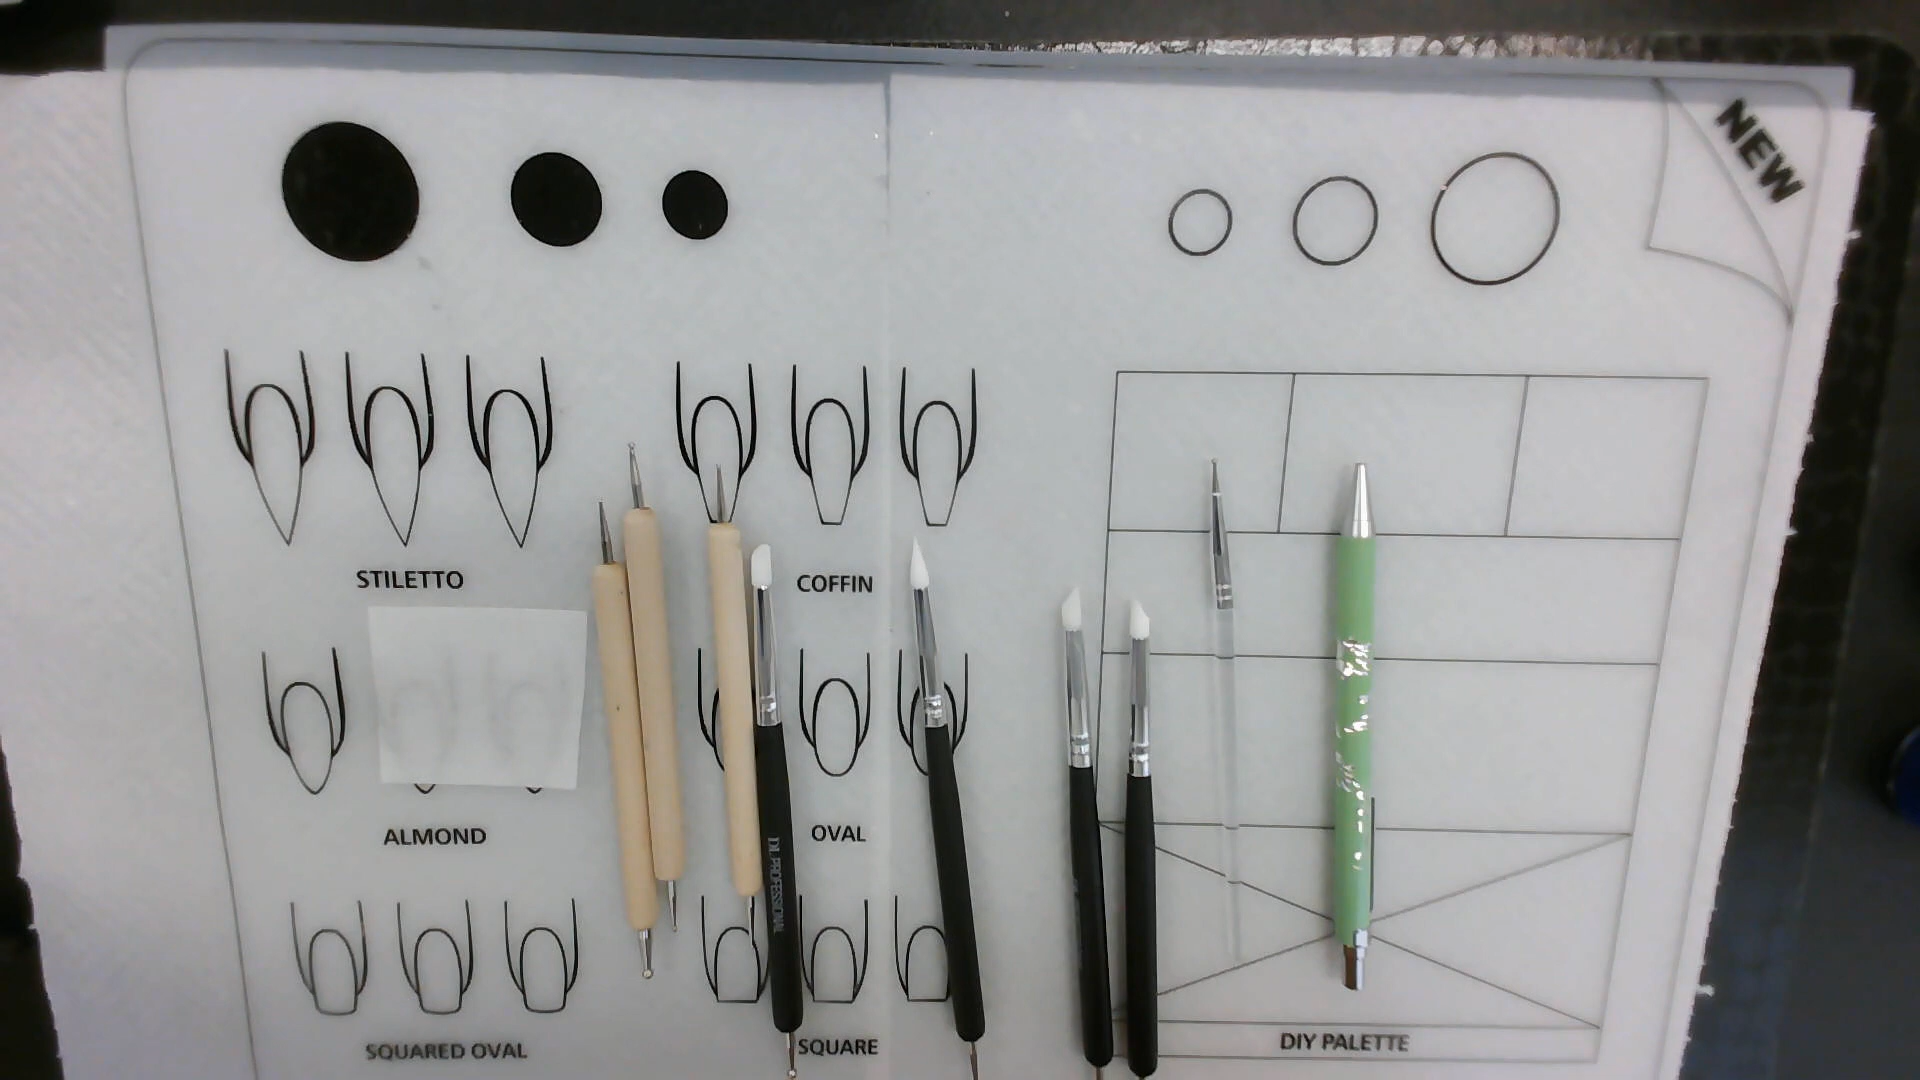 NEW
STILETTO
COFFIN
ALMOND
OVAL
DL PROFESSIONAL
SQUARED OVAL
SQUARE
DIY PALETTE